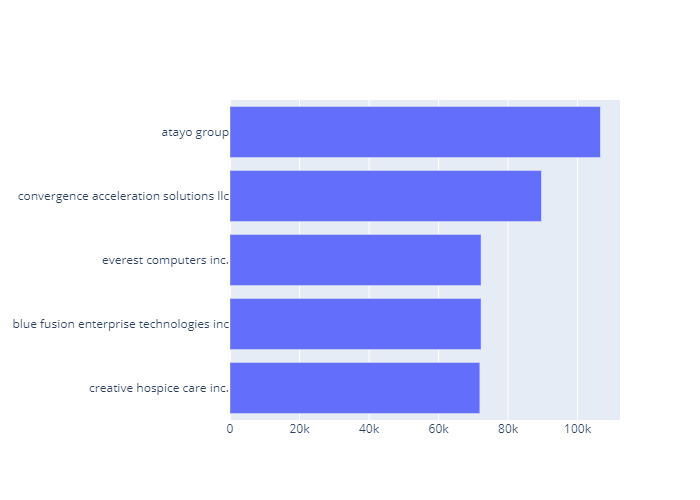 atayo group
convergence acceleration solutions llc
everest computers inc.
blue fusion enterprise technologies inc
creative hospice care inc.
0 20k 40k 60k 80k 100k